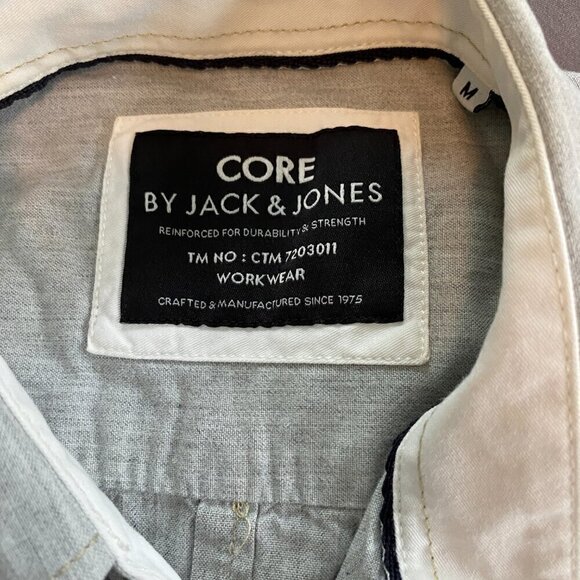 CORE
BY JACK & JONES
REINFORCED FOR DURABILITY & STRENGTH
TM NO : CTM 7203011
WORKWEAR
CRAFTED & MANUFACTURED SINCE 1975
M